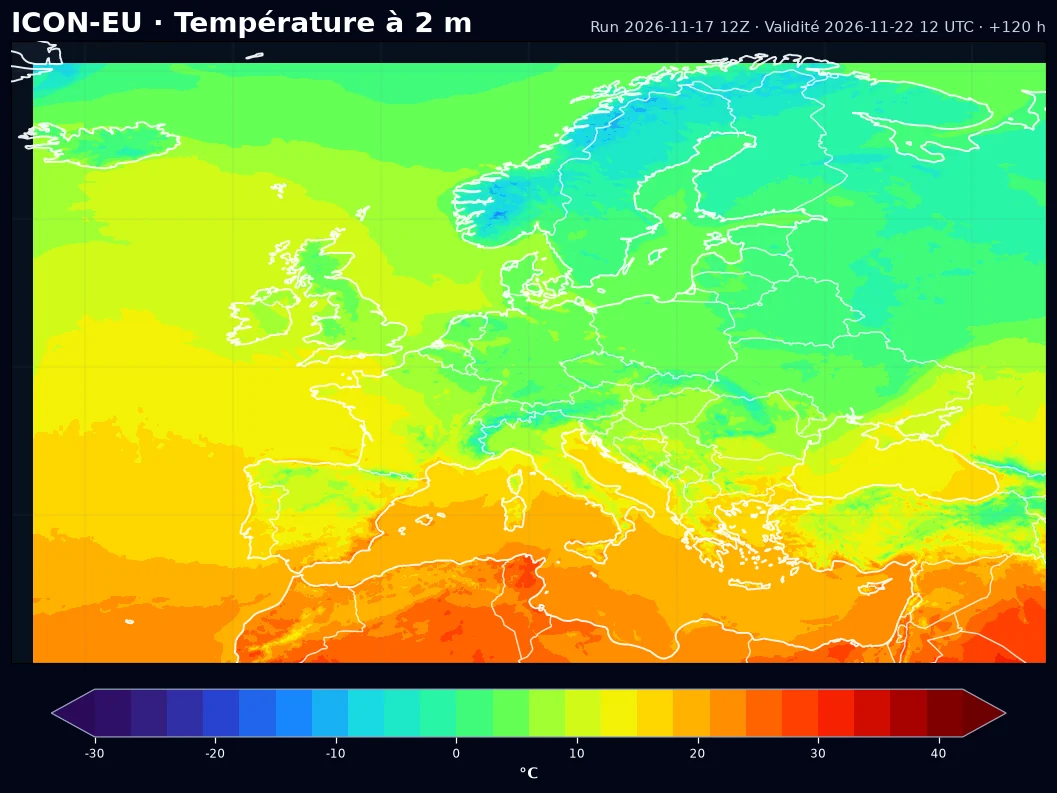 ICON-EU · Température à 2 m
Run 2026-11-17 12Z · Validité 2026-11-22 12 UTC · +120 h
-30 -20 -10 0 10 20 30 40
°C